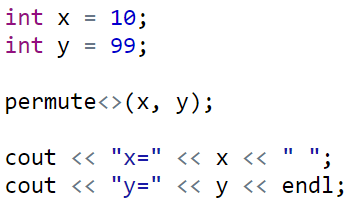 int x = 10;
int y = 99;
permute<>(x, y);
cout << "x=" << x << " ";
cout << "y=" << y << endl;